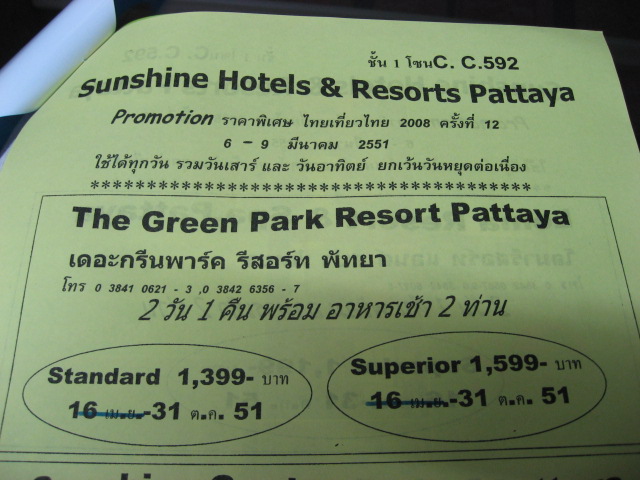 ชั้น 1 โซนC. C.592
Sunshine Hotels & Resorts Pattaya
Promotion ราคาพิเศษ ไทยเที่ยวไทย 2008 ครั้งที่ 12
6 - 9 มีนาคม 2551
ใช้ได้ทุกวัน รวมวันเสาร์ และ วันอาทิตย์ ยกเว้นวันหยุดต่อเนื่อง
******************************************
The Green Park Resort Pattaya
เดอะกรีนพาร์ค รีสอร์ท พัทยา
โทร 0 3841 0621 - 3 ,0 3842 6356 - 7
2 วัน 1 คืน พร้อม อาหารเช้า 2 ท่าน
Standard 1,399- บาท
16 เม.ย.-31 ต.ค. 51
Superior 1,599- บาท
16 เม.ย.-31 ต.ค. 51